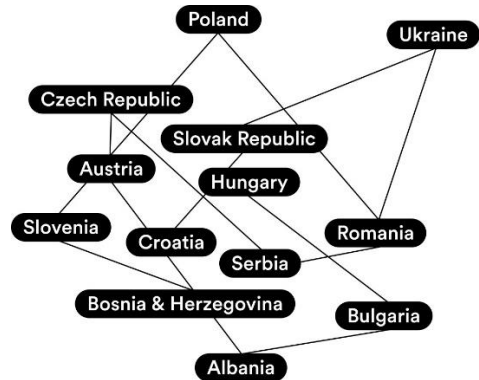 Poland
Ukraine
Czech Republic
Slovak Republic
Austria
Hungary
Slovenia
Croatia
Romania
Serbia
Bosnia & Herzegovina
Bulgaria
Albania